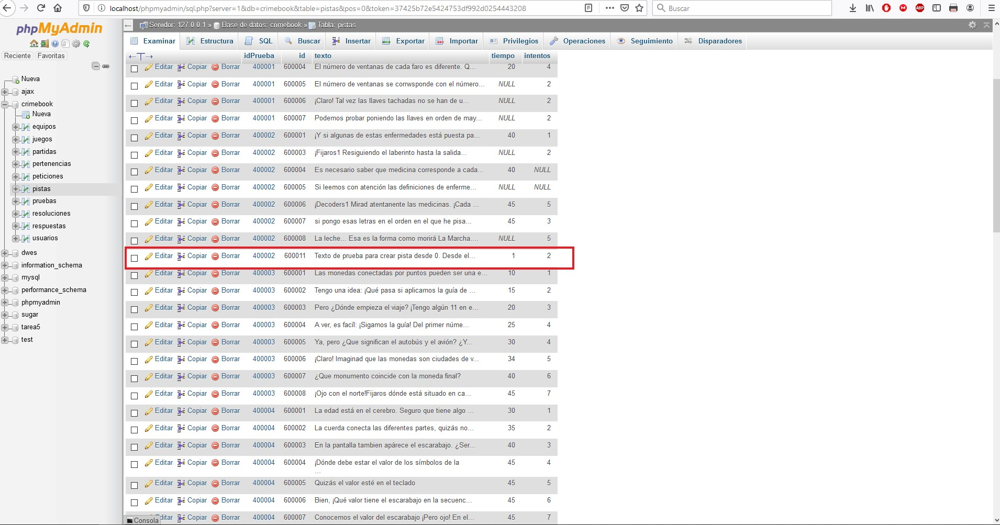 localhost/phpmyadmin/sql.php?server=1&db=crimebook&table=pistas&pos=0&token=37425b72e5424753df992d0254443208
Buscar
phpMyAdmin
Reciente Favoritas
Nueva
ajax
crimebook
Nueva
equipos
juegos
partidas
pertenencias
peticiones
pistas
pruebas
resoluciones
respuestas
usuarios
dwes
information_schema
mysql
performance_schema
phpmyadmin
sugar
tarea5
test
Servidor: 127.0.0.1 » Base de datos: crimebook » Tabla: pistas
Examinar Estructura SQL Buscar Insertar Exportar Importar Privilegios Operaciones Seguimiento Disparadores
←T→ idPrueba id texto tiempo intentos
Editar Copiar Borrar 400001 600004 El número de ventanas de cada faro es diferente. Q... 20 4
Editar Copiar Borrar 400001 600005 El número de ventanas se corrwsponde con el número... NULL 2
Editar Copiar Borrar 400001 600006 ¡Claro! Tal vez las llaves tachadas no se han de u... NULL 2
Editar Copiar Borrar 400001 600007 Podemos probar poniendo las llaves en orden de may... NULL 2
Editar Copiar Borrar 400002 600001 ¡Y si algunas de estas enfermedades está puesta pa... 40 1
Editar Copiar Borrar 400002 600003 ¡Fijaros1 Resiguiendo el laberinto hasta la salida... NULL 2
Editar Copiar Borrar 400002 600004 Es necesario saber que medicina corresponde a cada... 40 NULL
Editar Copiar Borrar 400002 600005 Si leemos con atención las definiciones de enferme... NULL NULL
Editar Copiar Borrar 400002 600006 ¡Decoders1 Mirad atentanente las medicinas. ¡Cada ... 45 5
Editar Copiar Borrar 400002 600007 si pongo esas letras en el orden en el que he pisa... 45 3
Editar Copiar Borrar 400002 600008 La leche... Esa es la forma como morirá La Marcha.... NULL 5
Editar Copiar Borrar 400002 600011 Texto de prueba para crear pista desde 0. Desde el... 1 2
Editar Copiar Borrar 400003 600001 Las monedas conectadas por puntos pueden ser una e... 10 1
Editar Copiar Borrar 400003 600002 Tengo una idea: ¡Qué pasa si aplicamos la guía de ... 15 2
Editar Copiar Borrar 400003 600003 Pero ¿Dónde empieza el viaje? ¡Tengo algún 11 en e... 20 3
Editar Copiar Borrar 400003 600004 A ver, es facíl: ¡Sigamos la guía! Del primer núme... 25 4
Editar Copiar Borrar 400003 600005 Ya, pero ¿Que significan el autobús y el avión? ¿Y... 30 4
Editar Copiar Borrar 400003 600006 ¡Claro! Imaginad que las monedas son ciudades de v... 34 5
Editar Copiar Borrar 400003 600007 ¿Que monumento coincide con la moneda final? 40 6
Editar Copiar Borrar 400003 600008 ¡Ojo con el norte!Fijaros dónde está situado en ca... 45 7
Editar Copiar Borrar 400004 600001 La edad está en el cerebro. Seguro que tiene algo ... 30 1
Editar Copiar Borrar 400004 600002 La cuerda conecta las diferentes partes, quizás no... 35 2
Editar Copiar Borrar 400004 600003 En la pantalla tambien apàrece el escarabajo. ¿Ser... 40 3
Editar Copiar Borrar 400004 600004 ¡Dónde debe estar el valor de los símbolos de la 45 4
...
Editar Copiar Borrar 400004 600005 Quizás el valor esté en el teclado 45 5
Editar Copiar Borrar 400004 600006 Bien, ¡Qué valor tiene el escarabajo en la secuenc... 45 6
Editar Copiar Borrar 400004 600007 Conocemos el valor del escarabajo ¡Pero ojo! En el... 45 7
Consola